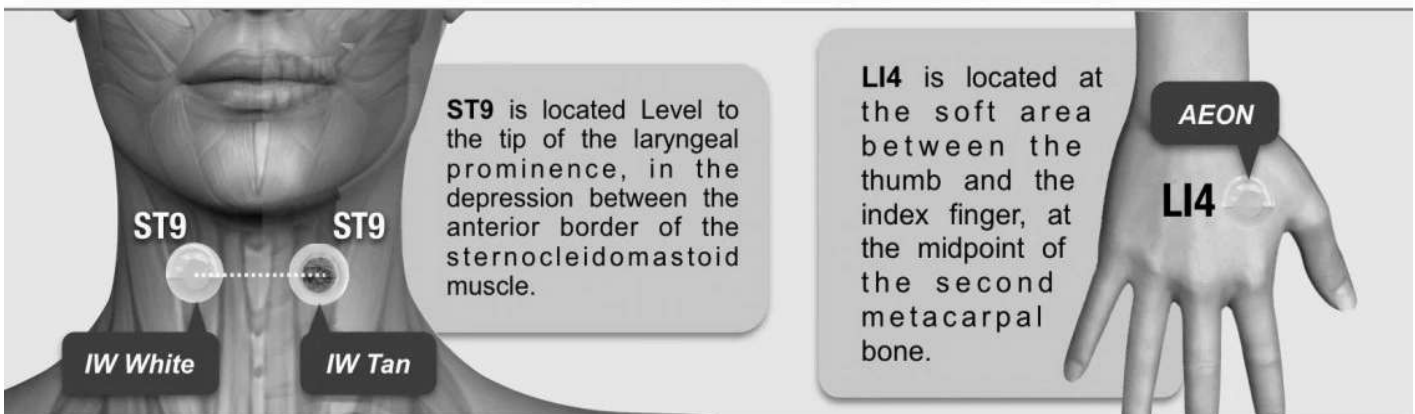 ST9
ST9
IW White
IW Tan
ST9 is located Level to
the tip of the laryngeal
prominence, in the
depression between the
anterior border of the
sternocleidomastoid
muscle.
LI4 is located at
the soft area
between the
thumb and the
index finger, at
the midpoint of
the second
metacarpal
bone.
AEON
LI4